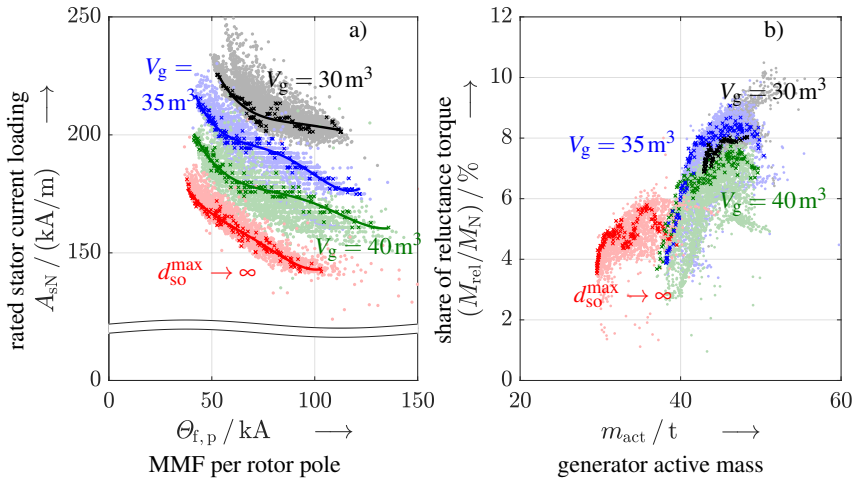 250
200
150
0
rated stator current loading
A_sN / (kA/m) ⟶
a)
V_g = 30 m³
V_g =
35 m³
V_g = 40 m³
d_so^max → ∞
0 50 100 150
Θ_f,p / kA ⟶
MMF per rotor pole
12
10
8
6
4
2
0
share of reluctance torque
(M_rel/M_N) / % ⟶
b)
V_g = 30 m³
V_g = 35 m³
V_g = 40 m³
d_so^max → ∞
20 40 60
m_act / t ⟶
generator active mass